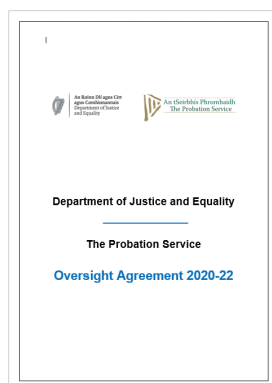 An Roinn Dlí agus Cirt
agus Comhionannais
Department of Justice
and Equality
An tSeirbhís Phromhaidh
The Probation Service
Department of Justice and Equality
The Probation Service
Oversight Agreement 2020-22